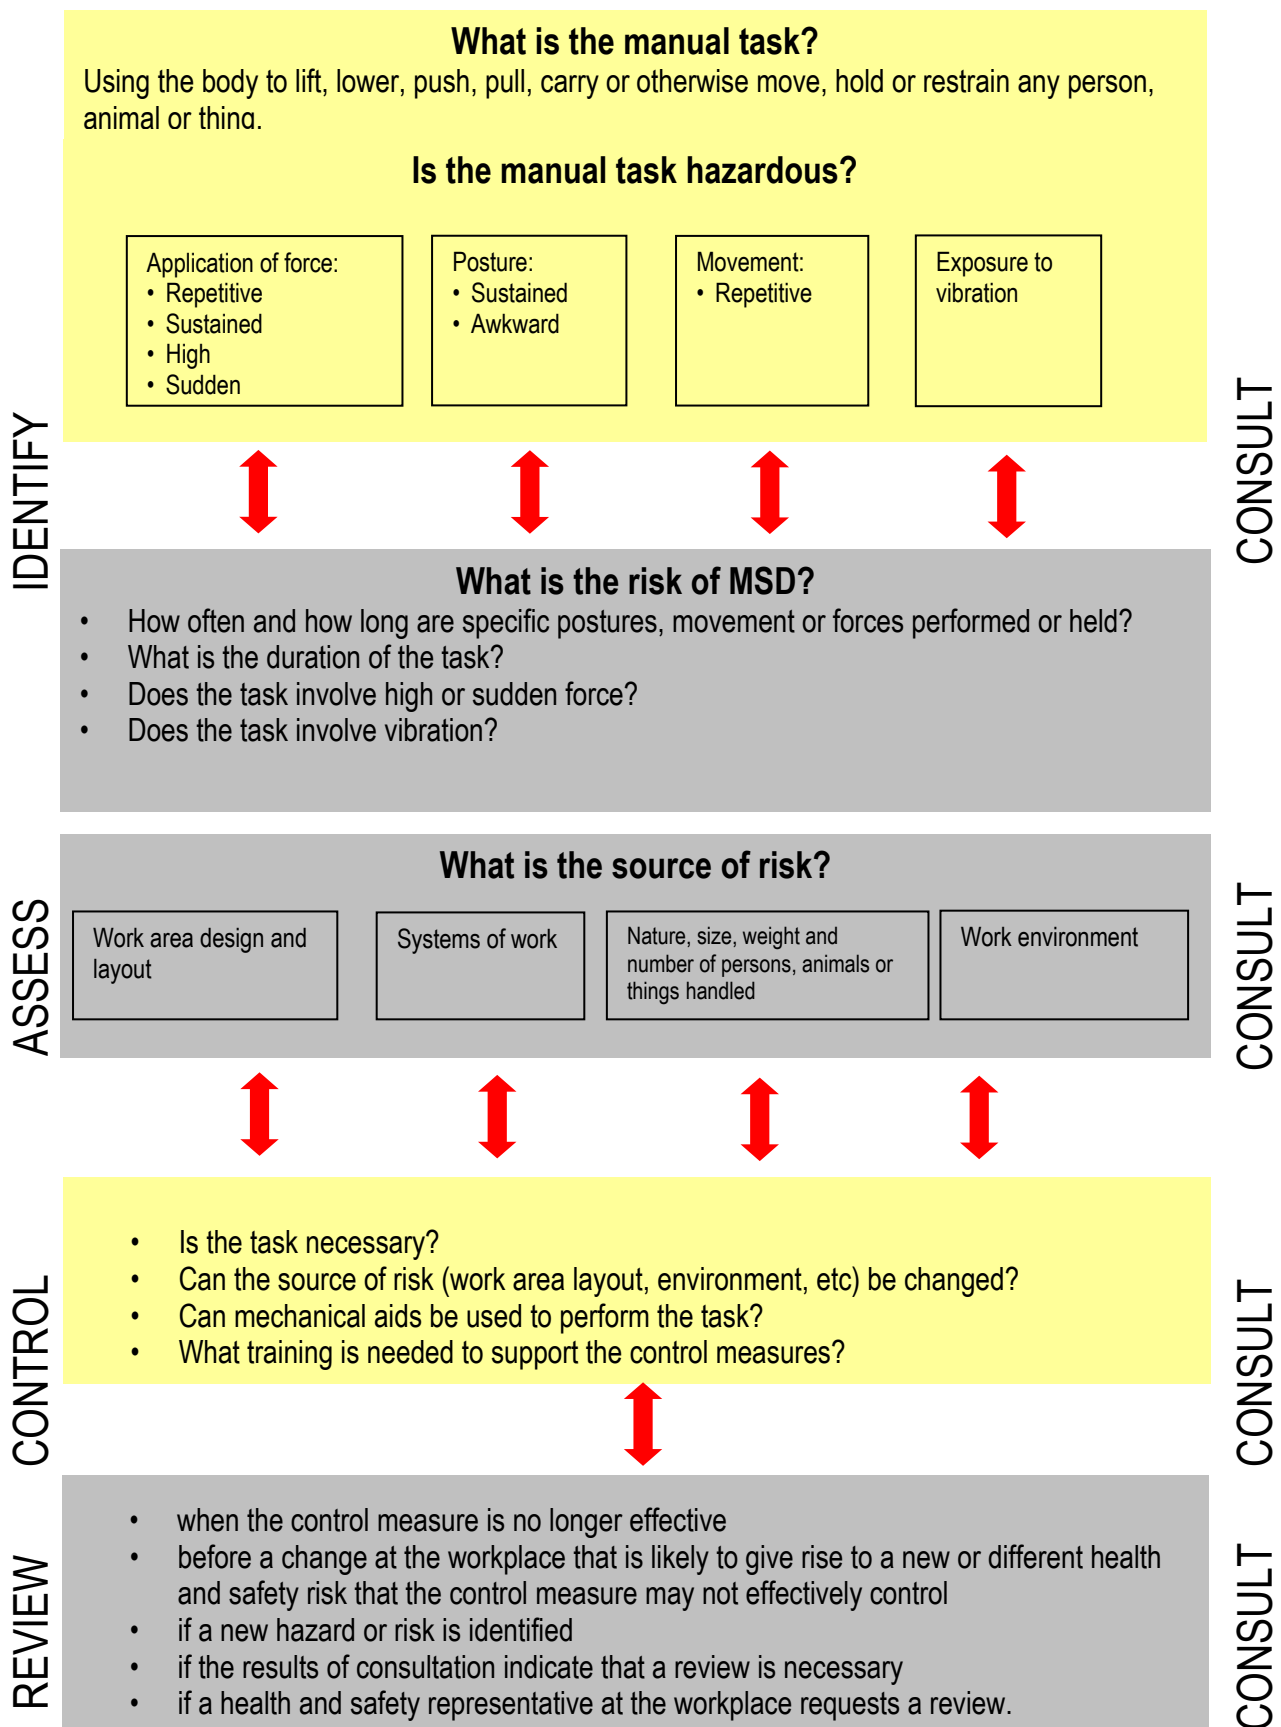 What is the manual task?
Using the body to lift, lower, push, pull, carry or otherwise move, hold or restrain any person,
animal or thing.
Is the manual task hazardous?
Application of force:
• Repetitive
• Sustained
• High
• Sudden
Posture:
• Sustained
• Awkward
Movement:
• Repetitive
Exposure to
vibration
IDENTIFY
CONSULT
What is the risk of MSD?
• How often and how long are specific postures, movement or forces performed or held?
• What is the duration of the task?
• Does the task involve high or sudden force?
• Does the task involve vibration?
ASSESS
CONSULT
What is the source of risk?
Work area design and
layout
Systems of work
Nature, size, weight and
number of persons, animals or
things handled
Work environment
CONTROL
CONSULT
• Is the task necessary?
• Can the source of risk (work area layout, environment, etc) be changed?
• Can mechanical aids be used to perform the task?
• What training is needed to support the control measures?
REVIEW
CONSULT
• when the control measure is no longer effective
• before a change at the workplace that is likely to give rise to a new or different health
and safety risk that the control measure may not effectively control
• if a new hazard or risk is identified
• if the results of consultation indicate that a review is necessary
• if a health and safety representative at the workplace requests a review.